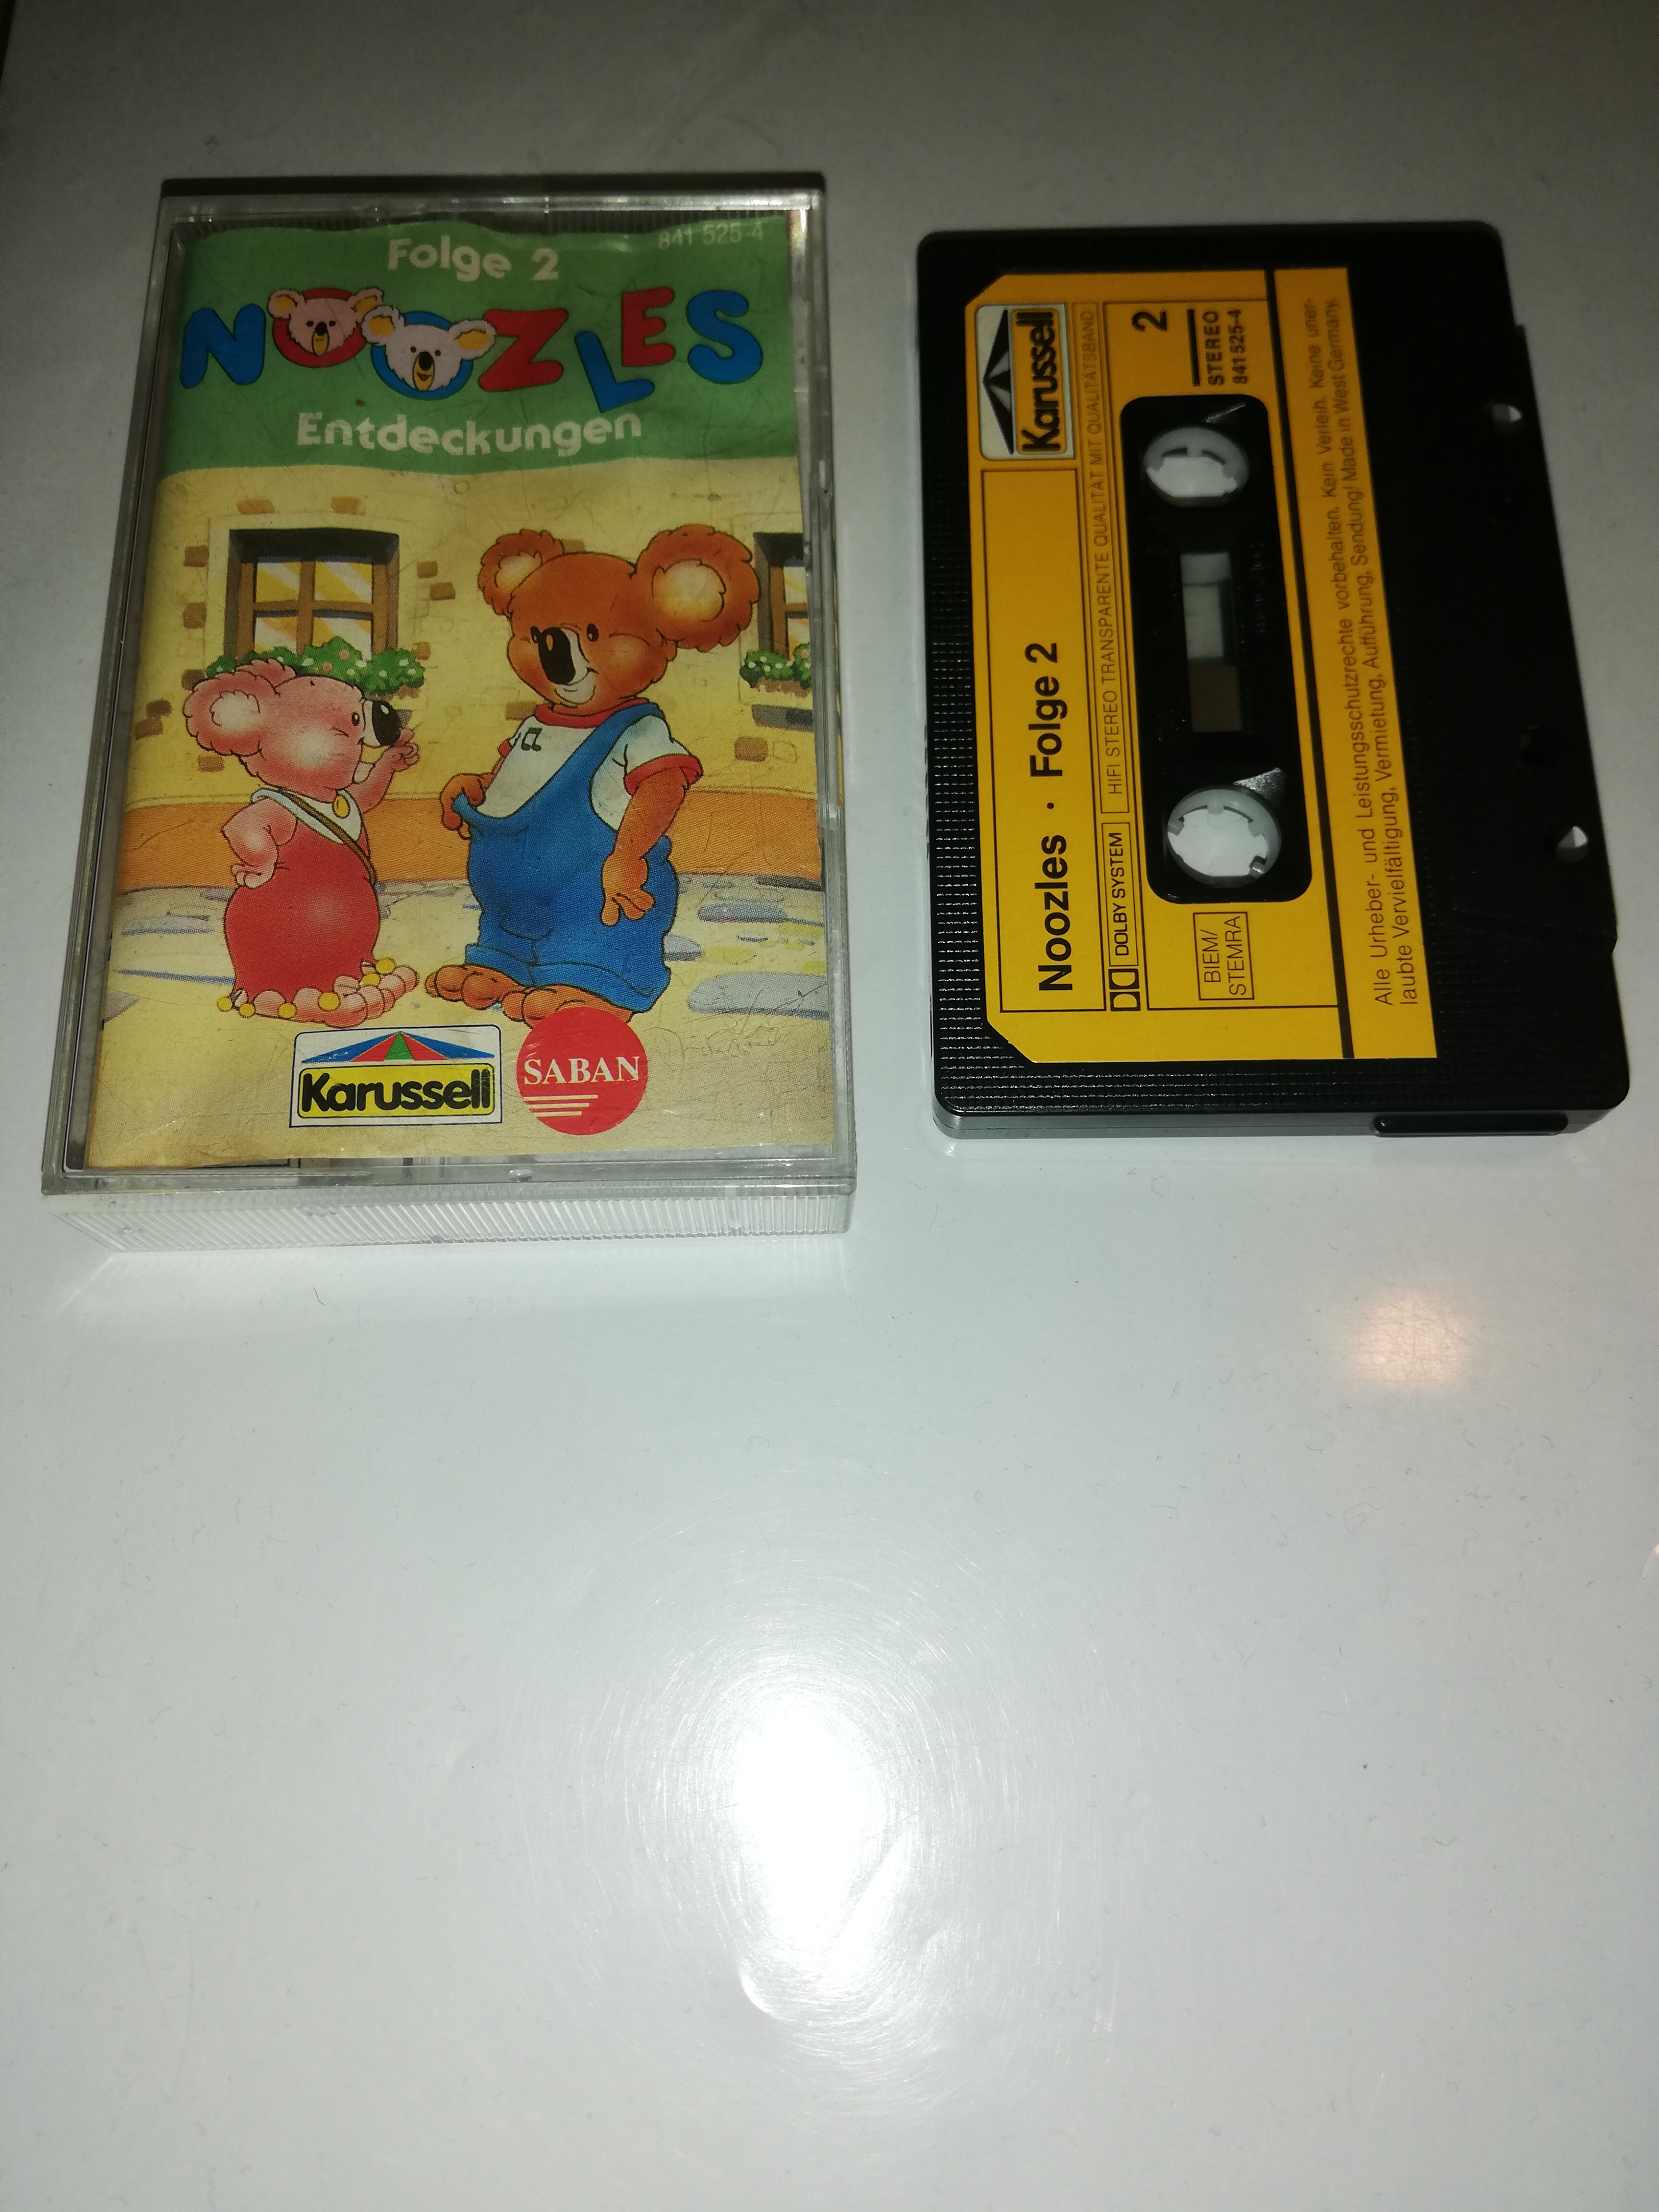 Folge 2
841 525-4
NOOZLES
Entdeckungen
Karussell
SABAN
Karussell
Noozles · Folge 2
DOLBY SYSTEM
HIFI STEREO TRANSPARENTE QUALITÄT MIT QUALITÄTSBAND
2
STEREO
841 525-4
BIEM/
STEMRA
Alle Urheber- und Leistungsschutzrechte vorbehalten. Kein Verleih. Keine uner-
laubte Vervielfältigung, Vermietung, Aufführung, Sendung! Made in West Germany.